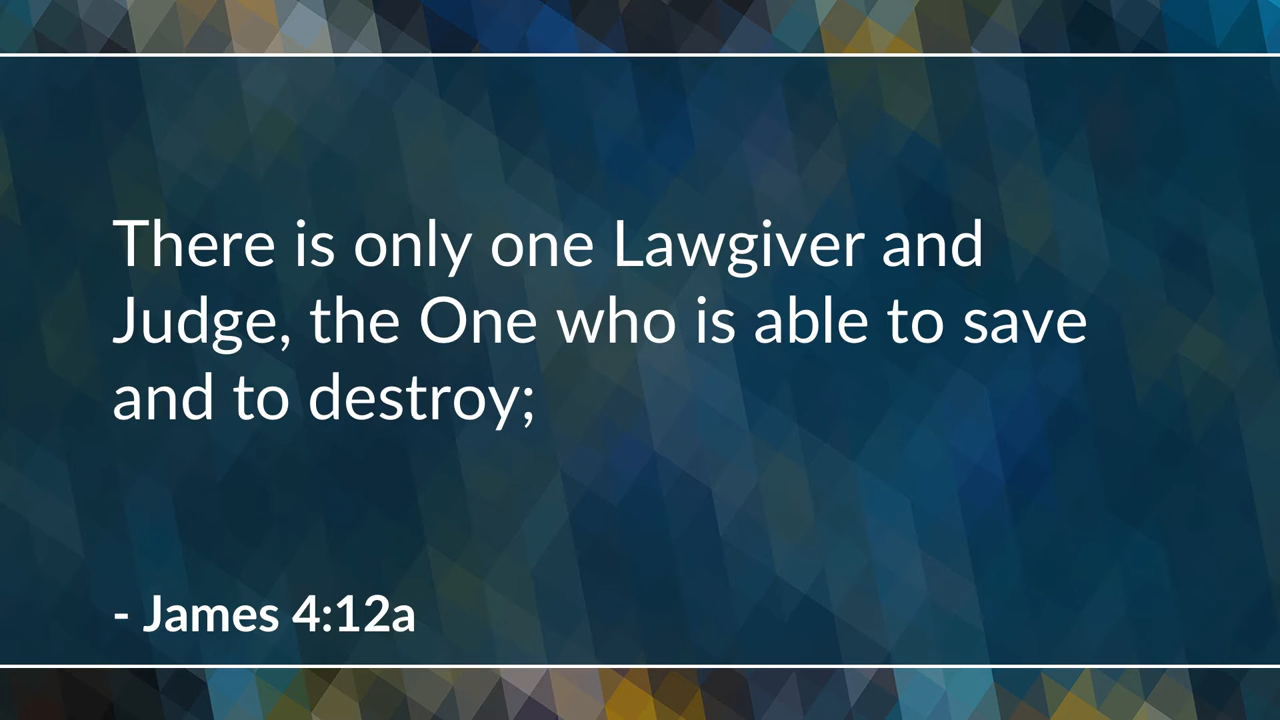 There is only one Lawgiver and
Judge, the One who is able to save
and to destroy;
- James 4:12a